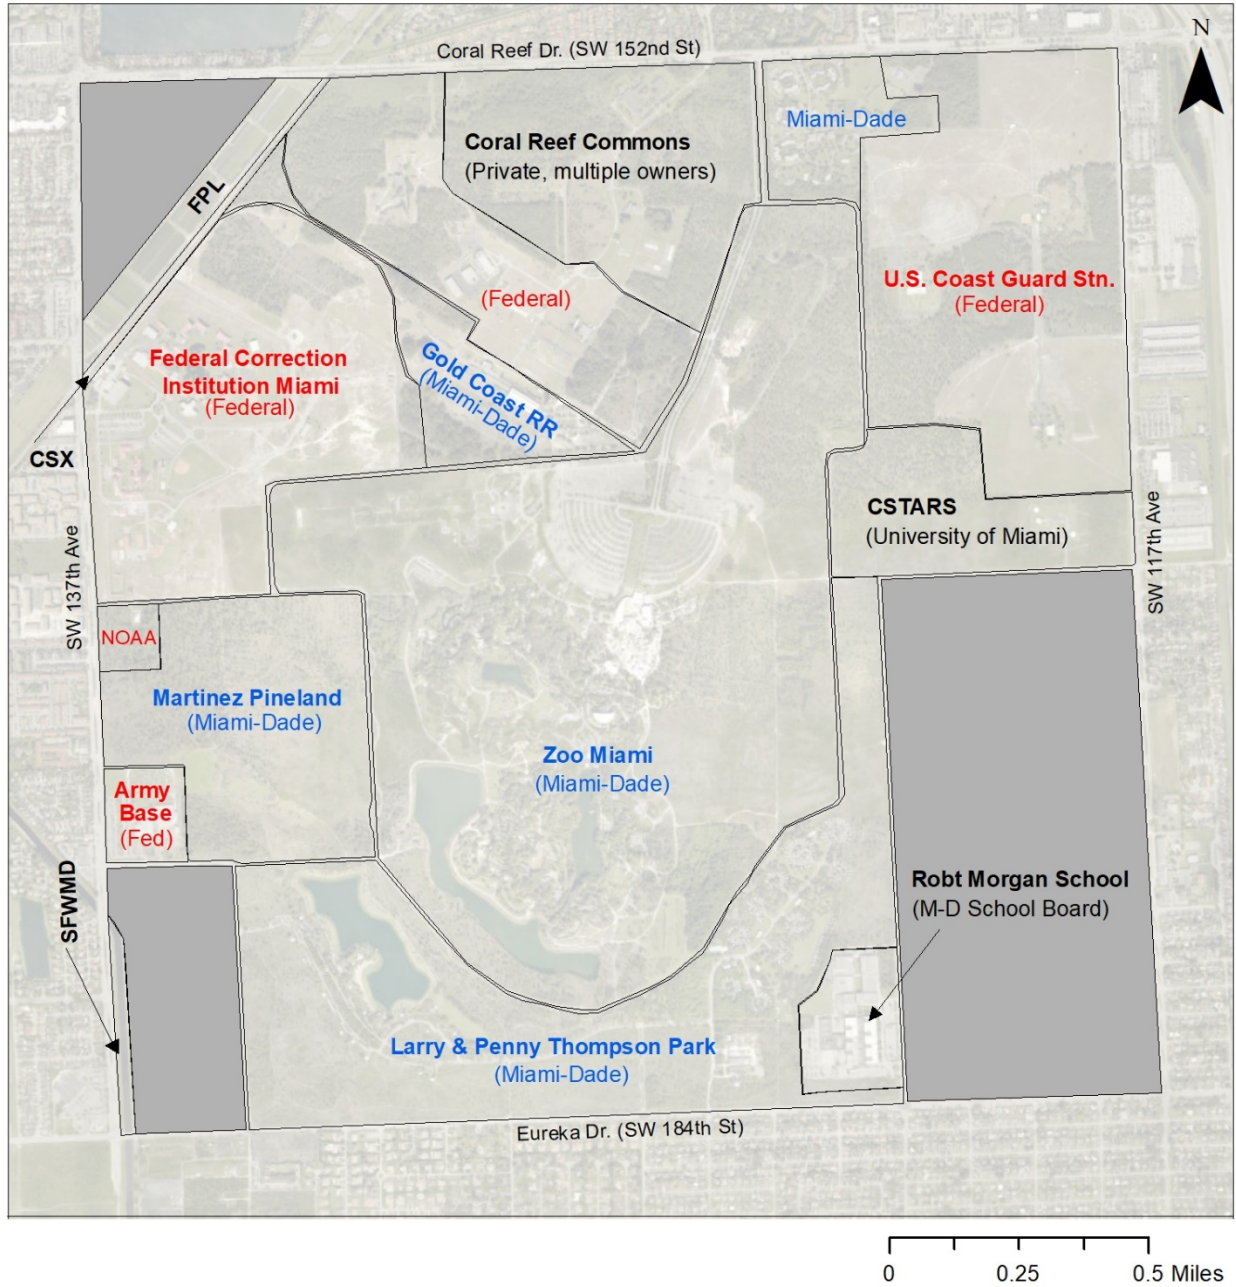 Coral Reef Dr. (SW 152nd St)
N
Miami-Dade
Coral Reef Commons
(Private, multiple owners)
FPL
U.S. Coast Guard Stn.
(Federal)
(Federal)
Federal Correction
Institution Miami
(Federal)
Gold Coast RR
(Miami-Dade)
CSX
CSTARS
(University of Miami)
SW 137th Ave
SW 117th Ave
NOAA
Martinez Pineland
(Miami-Dade)
Zoo Miami
(Miami-Dade)
Army
Base
(Fed)
SFWMD
Robt Morgan School
(M-D School Board)
Larry & Penny Thompson Park
(Miami-Dade)
Eureka Dr. (SW 184th St)
0 0.25 0.5 Miles